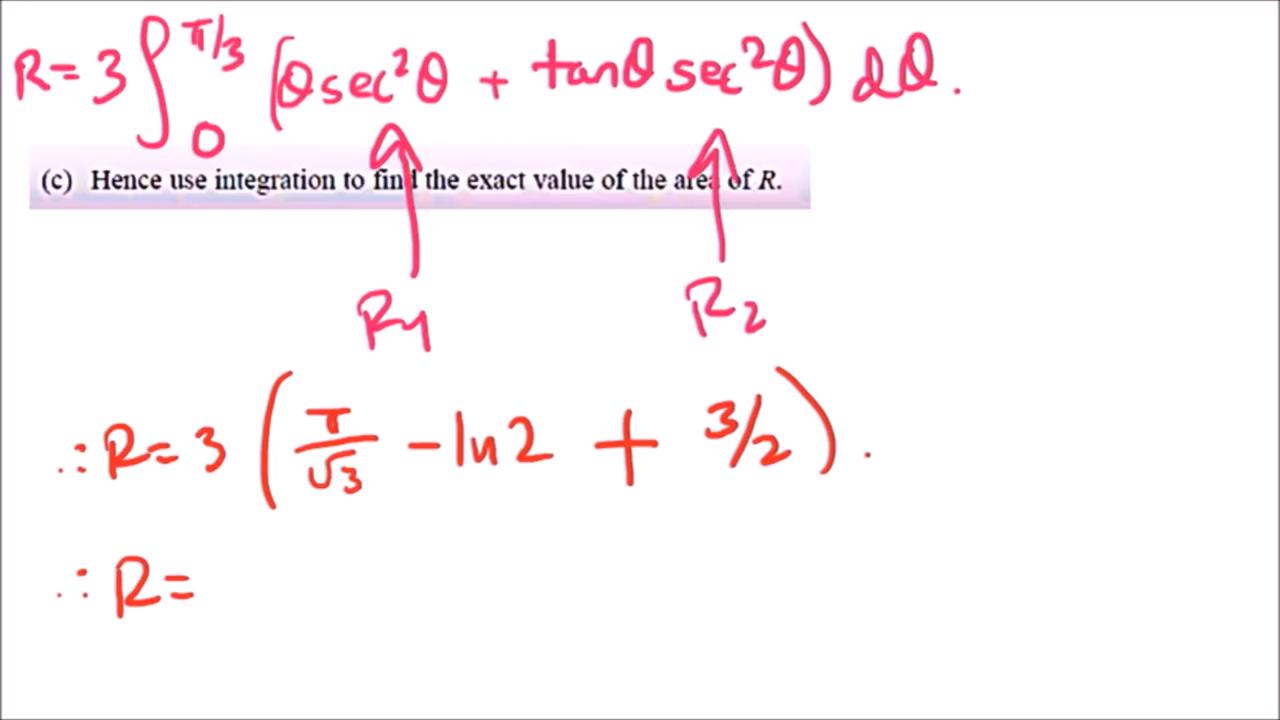 R = 3 ∫₀^π/3 (θsec²θ + tanθ sec²θ) dθ.
(c) Hence use integration to find the exact value of the area of R.
R1 R2
∴ R = 3 (π/√3 - ln2 + 3/2).
∴ R =